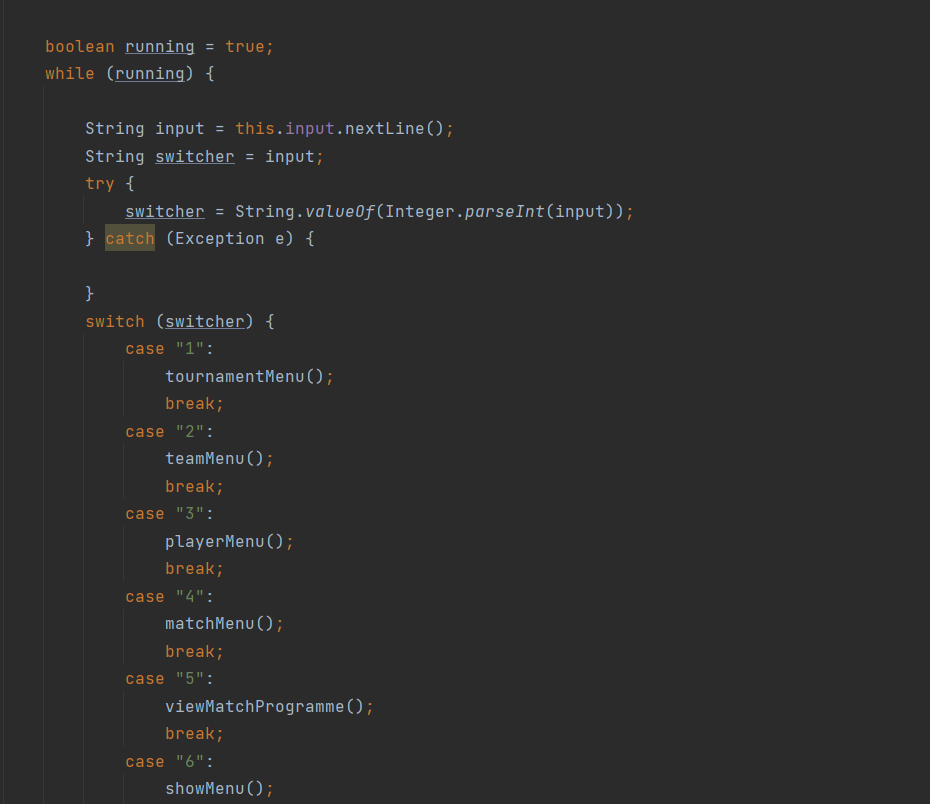 boolean running = true;
while (running) {
String input = this.input.nextLine();
String switcher = input;
try {
switcher = String.valueOf(Integer.parseInt(input));
} catch (Exception e) {
}
switch (switcher) {
case "1":
tournamentMenu();
break;
case "2":
teamMenu();
break;
case "3":
playerMenu();
break;
case "4":
matchMenu();
break;
case "5":
viewMatchProgramme();
break;
case "6":
showMenu();